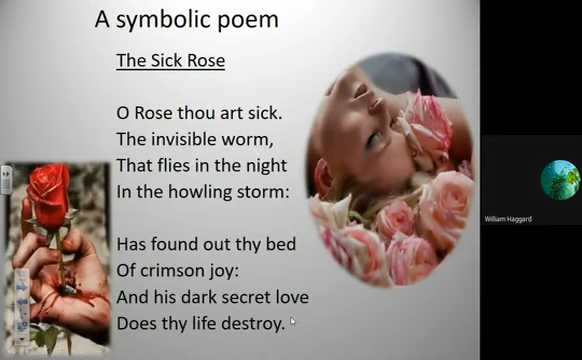 A symbolic poem
The Sick Rose
O Rose thou art sick.
The invisible worm,
That flies in the night
In the howling storm:
Has found out thy bed
Of crimson joy:
And his dark secret love
Does thy life destroy.
William Haggard